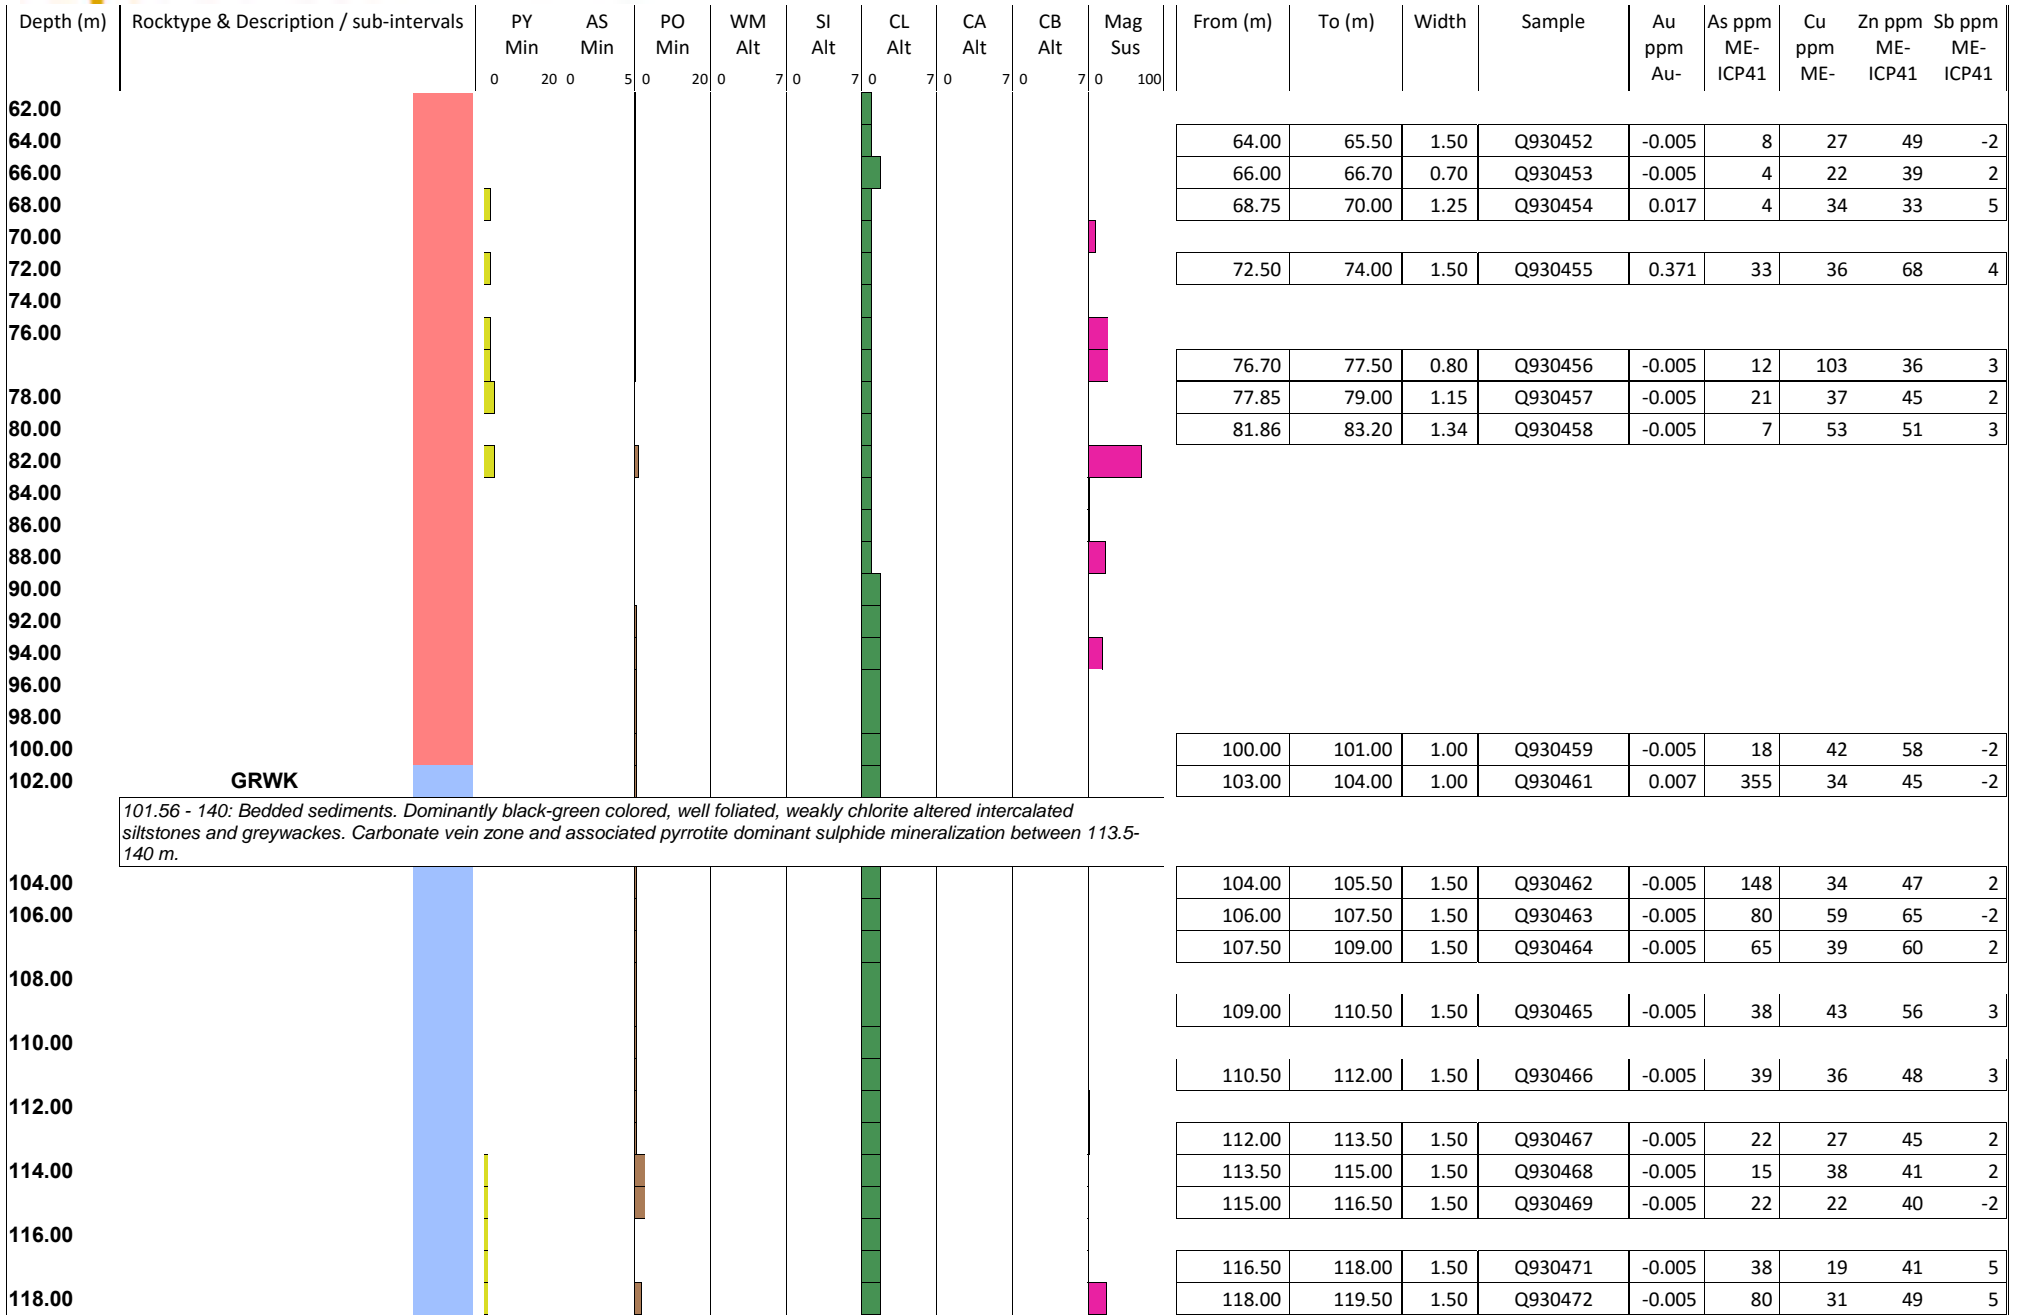 Depth (m) Rocktype & Description / sub-intervals PY AS PO WM SI CL CA CB Mag From (m) To (m) Width Sample Au As ppm Cu Zn ppm Sb ppm
Min Min Min Alt Alt Alt Alt Alt Sus ppm ME- ppm ME- ME-
0 20 0 5 0 20 0 7 0 7 0 7 0 7 0 7 0 100 Au- ICP41 ME- ICP41 ICP41
62.00
64.00 64.00 65.50 1.50 Q930452 -0.005 8 27 49 -2
66.00 66.00 66.70 0.70 Q930453 -0.005 4 22 39 2
68.00 68.75 70.00 1.25 Q930454 0.017 4 34 33 5
70.00
72.00 72.50 74.00 1.50 Q930455 0.371 33 36 68 4
74.00
76.00
76.70 77.50 0.80 Q930456 -0.005 12 103 36 3
78.00 77.85 79.00 1.15 Q930457 -0.005 21 37 45 2
80.00 81.86 83.20 1.34 Q930458 -0.005 7 53 51 3
82.00
84.00
86.00
88.00
90.00
92.00
94.00
96.00
98.00
100.00 100.00 101.00 1.00 Q930459 -0.005 18 42 58 -2
102.00 GRWK 103.00 104.00 1.00 Q930461 0.007 355 34 45 -2
101.56 - 140: Bedded sediments. Dominantly black-green colored, well foliated, weakly chlorite altered intercalated
siltstones and greywackes. Carbonate vein zone and associated pyrrotite dominant sulphide mineralization between 113.5-
140 m.
104.00 104.00 105.50 1.50 Q930462 -0.005 148 34 47 2
106.00 106.00 107.50 1.50 Q930463 -0.005 80 59 65 -2
107.50 109.00 1.50 Q930464 -0.005 65 39 60 2
108.00
109.00 110.50 1.50 Q930465 -0.005 38 43 56 3
110.00
110.50 112.00 1.50 Q930466 -0.005 39 36 48 3
112.00
112.00 113.50 1.50 Q930467 -0.005 22 27 45 2
114.00 113.50 115.00 1.50 Q930468 -0.005 15 38 41 2
115.00 116.50 1.50 Q930469 -0.005 22 22 40 -2
116.00
116.50 118.00 1.50 Q930471 -0.005 38 19 41 5
118.00 118.00 119.50 1.50 Q930472 -0.005 80 31 49 5